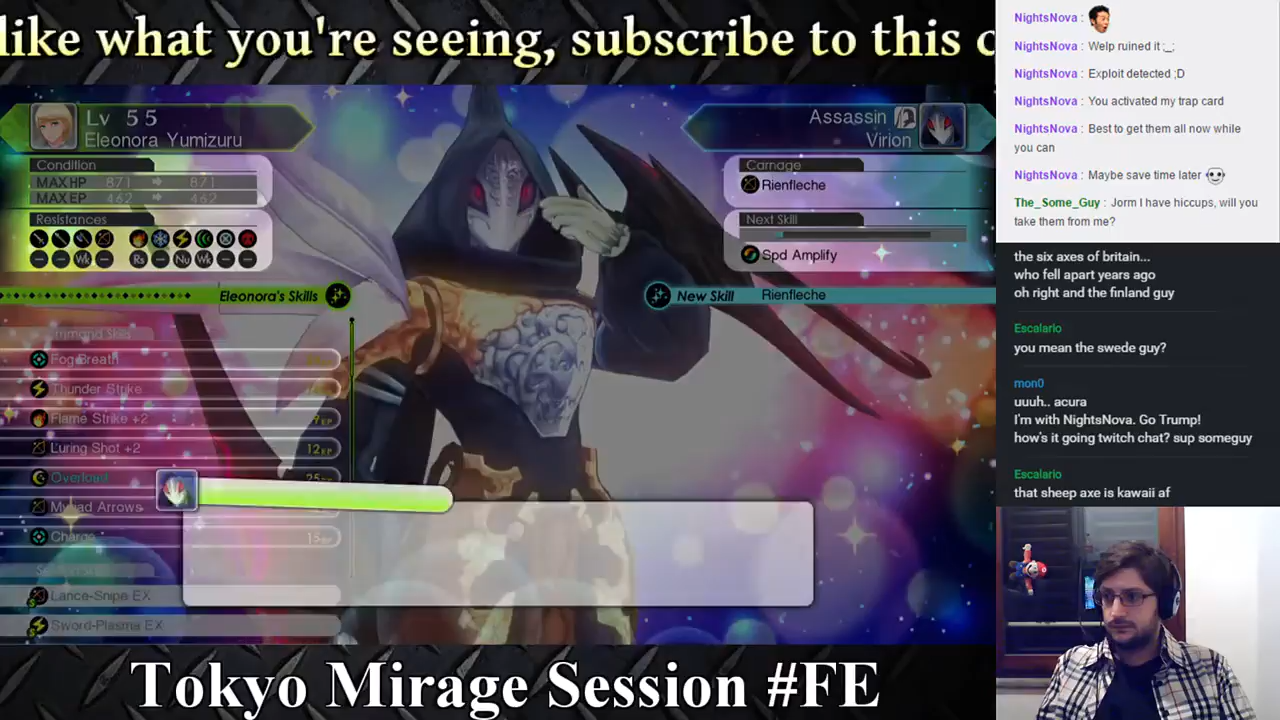 like what you're seeing, subscribe to this c
Lv 55
Eleonora Yumizuru
Condition
MAX HP 871 → 871
MAX EP 462 → 462
Resistances
Wk Rs Nu Wk
Eleonora's Skills
Fog Breath
Thunder Strike
Flame Strike +2
Luring Shot +2 12EP
Overload 25EP
Myriad Arrows
Charge 15EP
Lance-Snipe EX
Sword-Plasma EX
Assassin
Virion
Carnage
Rienfleche
Next Skill
Spd Amplify
New Skill Rienfleche
Tokyo Mirage Session #FE
NightsNova :
NightsNova : Welp ruined it :_;
NightsNova : Exploit detected ;D
NightsNova : You activated my trap card
NightsNova : Best to get them all now while
you can
NightsNova : Maybe save time later
The_Some_Guy : Jorm I have hiccups, will you
take them from me?
the six axes of britain...
who fell apart years ago
oh right and the finland guy
Escalario
you mean the swede guy?
mon0
uuuh.. acura
I'm with NightsNova. Go Trump!
how's it going twitch chat? sup someguy
Escalario
that sheep axe is kawaii af